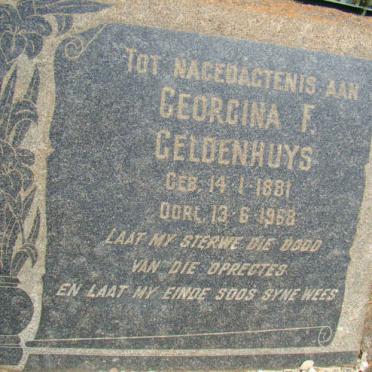 TOT NAGEDAGTENIS AAN
GEORGINA F.
GELDENHUYS
GEB. 14-1-1881
OORL. 13-6-1968
LAAT MY STERWE DIE DOOD
VAN DIE OPREGTES
EN LAAT MY EINDE SOOS SYNE WEES